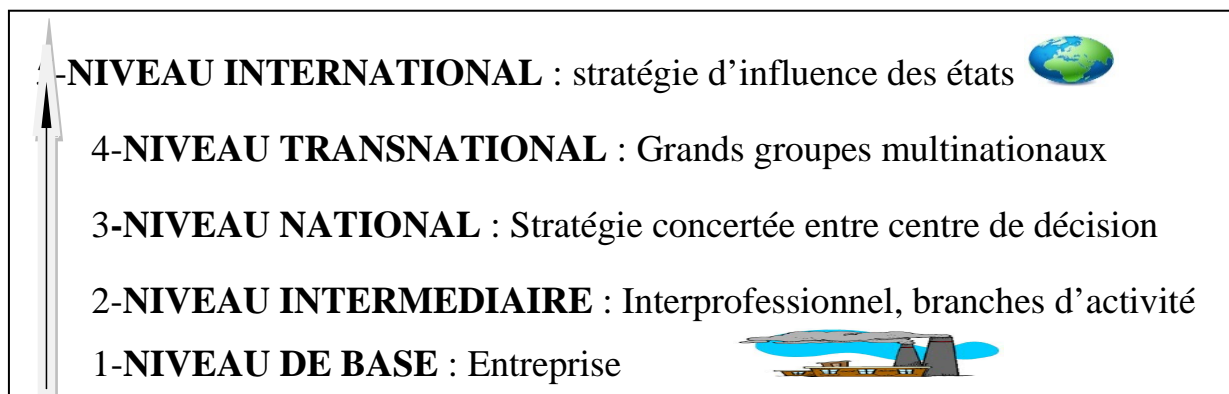 5-NIVEAU INTERNATIONAL : stratégie d’influence des états
4-NIVEAU TRANSNATIONAL : Grands groupes multinationaux
3-NIVEAU NATIONAL : Stratégie concertée entre centre de décision
2-NIVEAU INTERMEDIAIRE : Interprofessionnel, branches d’activité
1-NIVEAU DE BASE : Entreprise